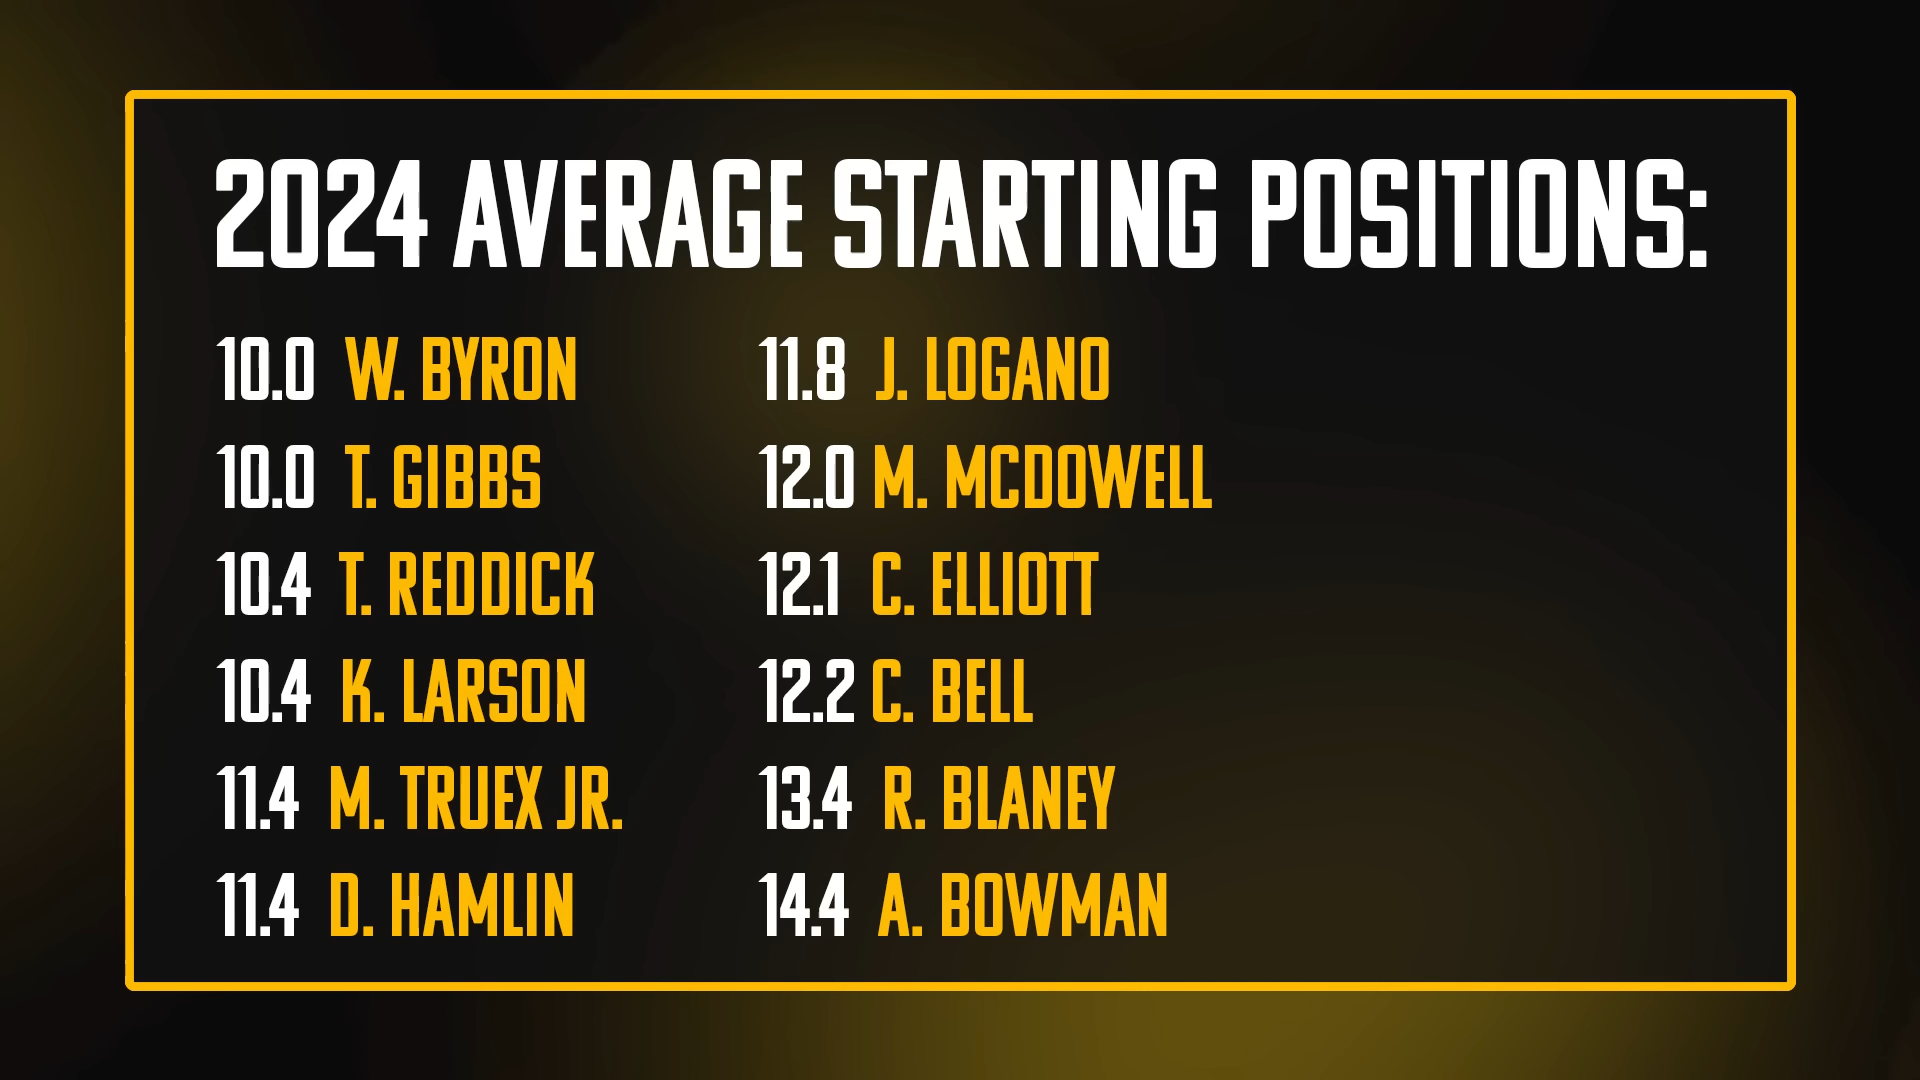 2024 AVERAGE STARTING POSITIONS:
10.0 W. BYRON
10.0 T. GIBBS
10.4 T. REDDICK
10.4 K. LARSON
11.4 M. TRUEX JR.
11.4 D. HAMLIN
11.8 J. LOGANO
12.0 M. MCDOWELL
12.1 C. ELLIOTT
12.2 C. BELL
13.4 R. BLANEY
14.4 A. BOWMAN